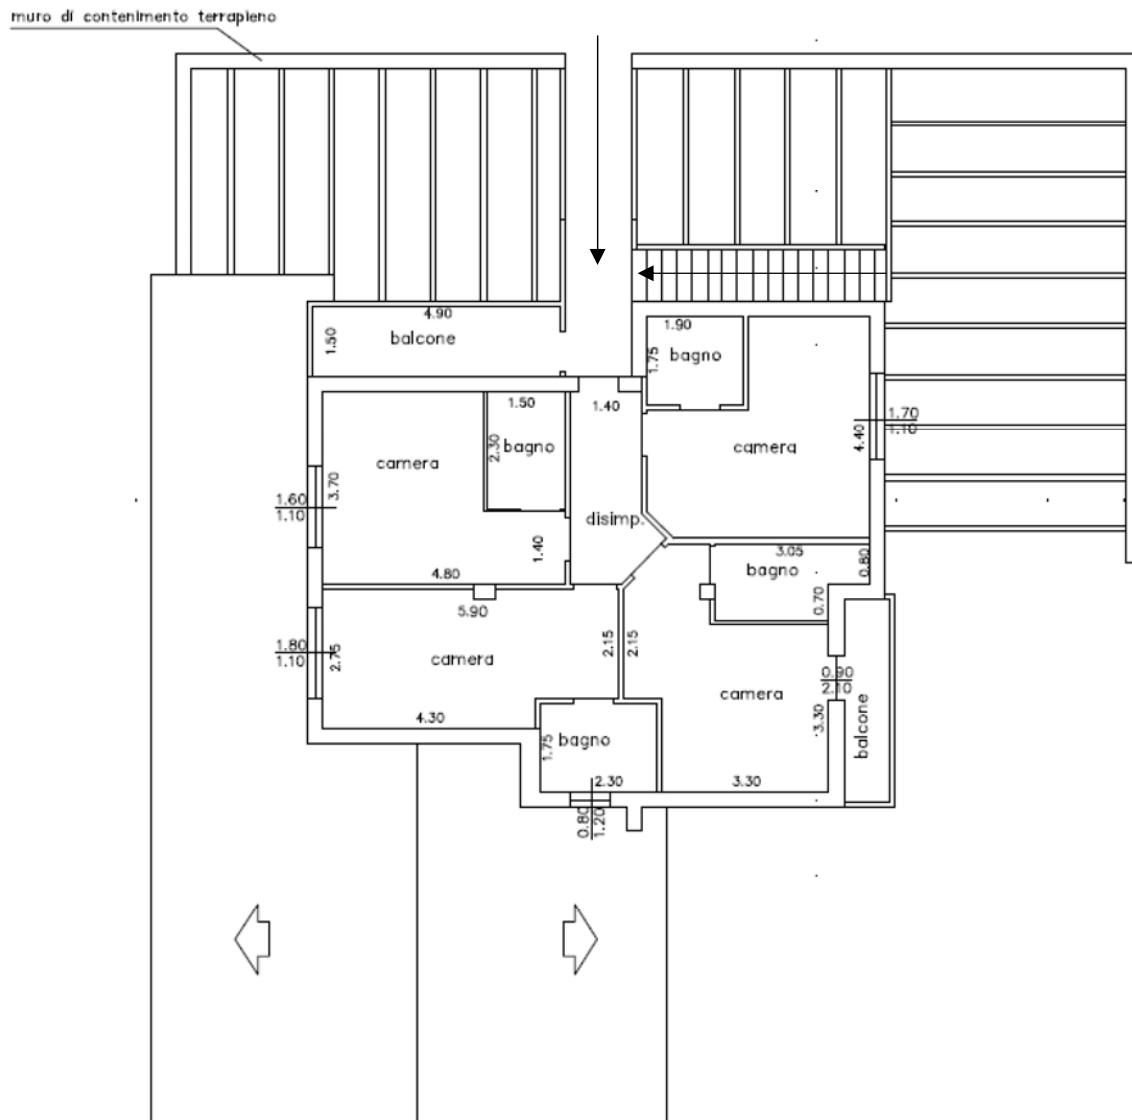 muro di contenimento terrapieno
4.90
1.50
balcone
1.90
1.75
bagno
1.50
2.30
bagno
1.40
camera
3.70
camera
4.40
1.70
1.10
1.60
1.10
disimp.
1.40
4.80
3.05
bagno
0.80
0.70
5.90
1.80
1.10
2.75
camera
2.15
2.15
camera
0.90
2.10
3.30
balcone
4.30
1.75
bagno
2.30
3.30
0.80
1.20